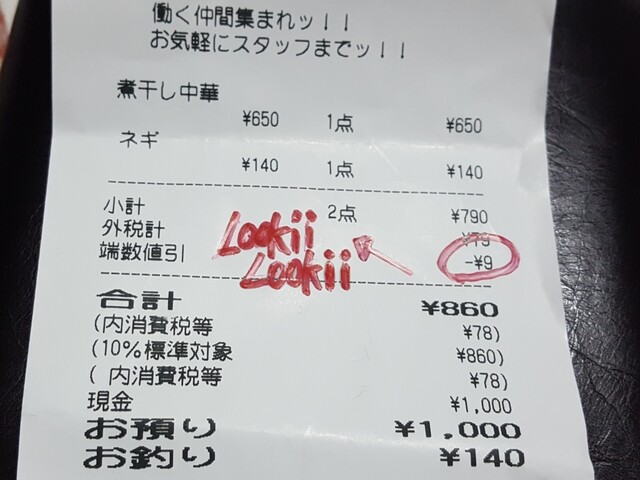 働く仲間集まれッ!!
お気軽にスタッフまでッ!!
煮干し中華
¥650 1点 ¥650
ネギ
¥140 1点 ¥140
小計 2点 ¥790
外税計 ¥79
端数値引 -¥9
Lookii
Lookii
合計 ¥860
(内消費税等 ¥78)
(10%標準対象 ¥860)
( 内消費税等 ¥78)
現金 ¥1,000
お預り ¥1,000
お釣り ¥140